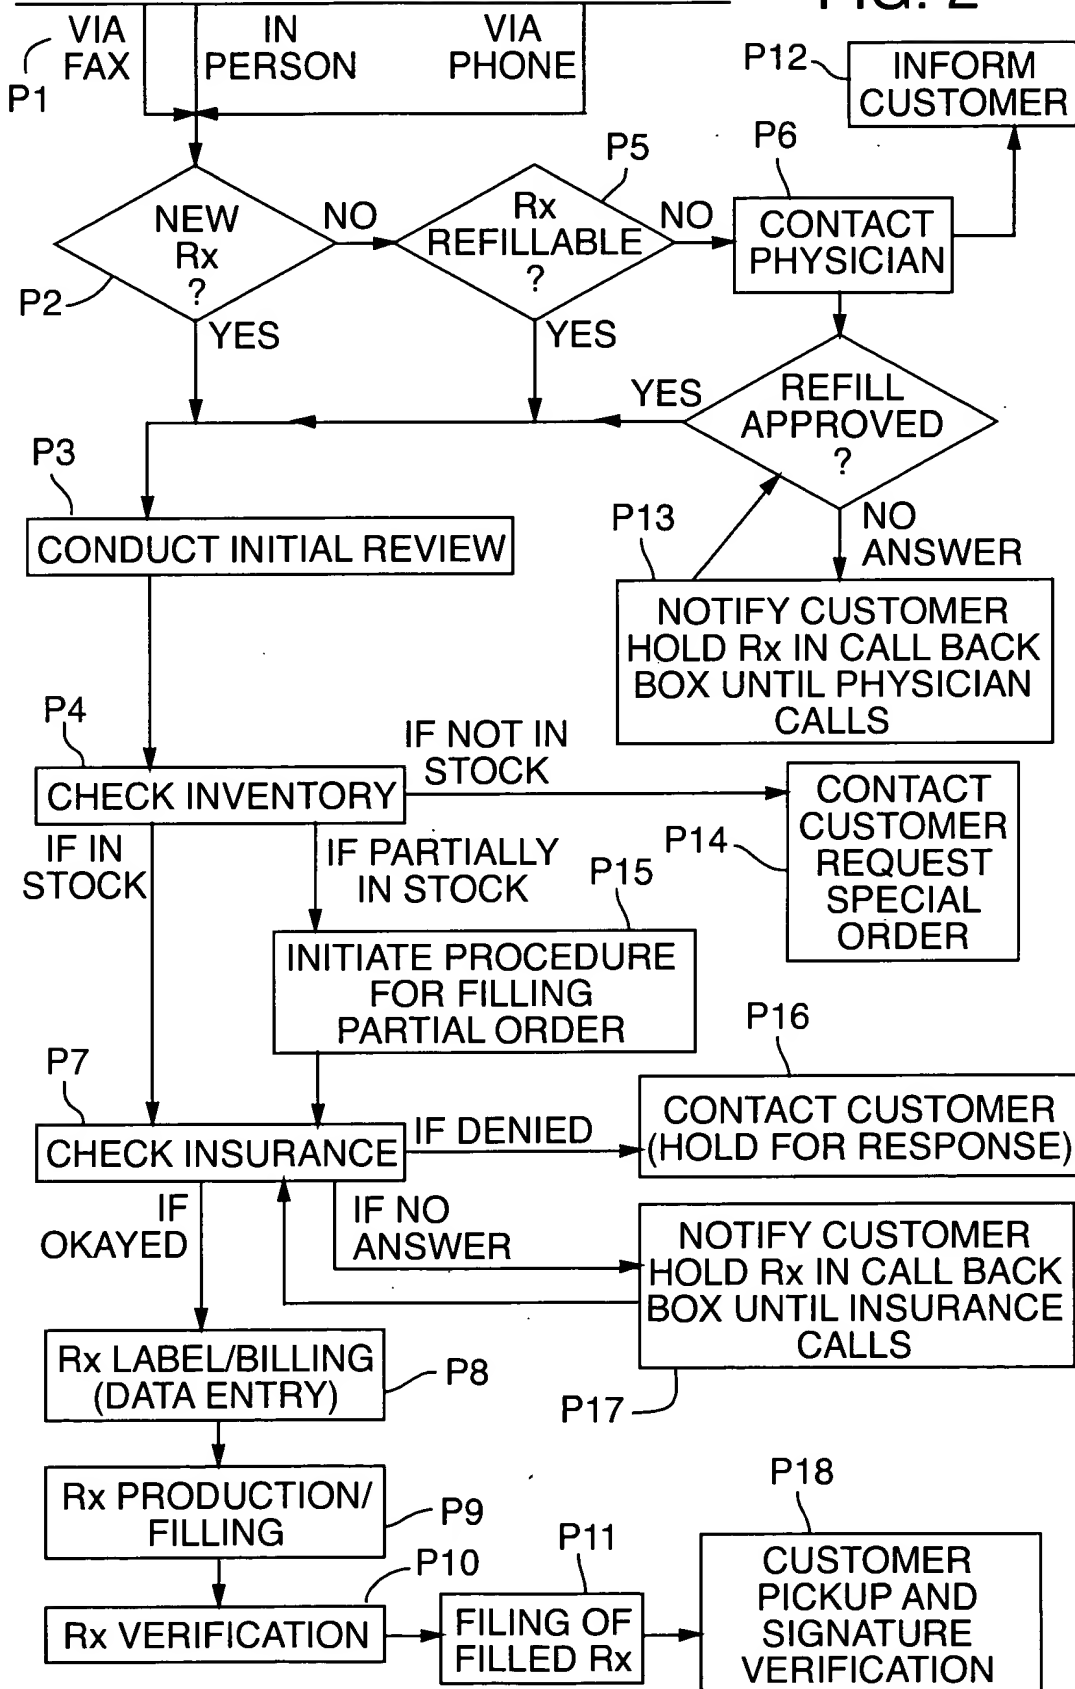 FIG. 2
VIA
FAX
IN
PERSON
VIA
PHONE
P1
P12
INFORM
CUSTOMER
P6
P5
NEW
Rx
?
NO
Rx
REFILLABLE
?
NO
CONTACT
PHYSICIAN
P2
YES
YES
YES
REFILL
APPROVED
?
P3
CONDUCT INITIAL REVIEW
P13
NO
ANSWER
NOTIFY CUSTOMER
HOLD Rx IN CALL BACK
BOX UNTIL PHYSICIAN
CALLS
P4
CHECK INVENTORY
IF NOT IN
STOCK
CONTACT
CUSTOMER
REQUEST
SPECIAL
ORDER
P14
IF IN
STOCK
IF PARTIALLY
IN STOCK
P15
INITIATE PROCEDURE
FOR FILLING
PARTIAL ORDER
P16
P7
CHECK INSURANCE
IF DENIED
CONTACT CUSTOMER
(HOLD FOR RESPONSE)
IF
OKAYED
IF NO
ANSWER
NOTIFY CUSTOMER
HOLD Rx IN CALL BACK
BOX UNTIL INSURANCE
CALLS
P17
Rx LABEL/BILLING
(DATA ENTRY)
P8
Rx PRODUCTION/
FILLING
P9
P10
Rx VERIFICATION
P11
FILING OF
FILLED Rx
P18
CUSTOMER
PICKUP AND
SIGNATURE
VERIFICATION